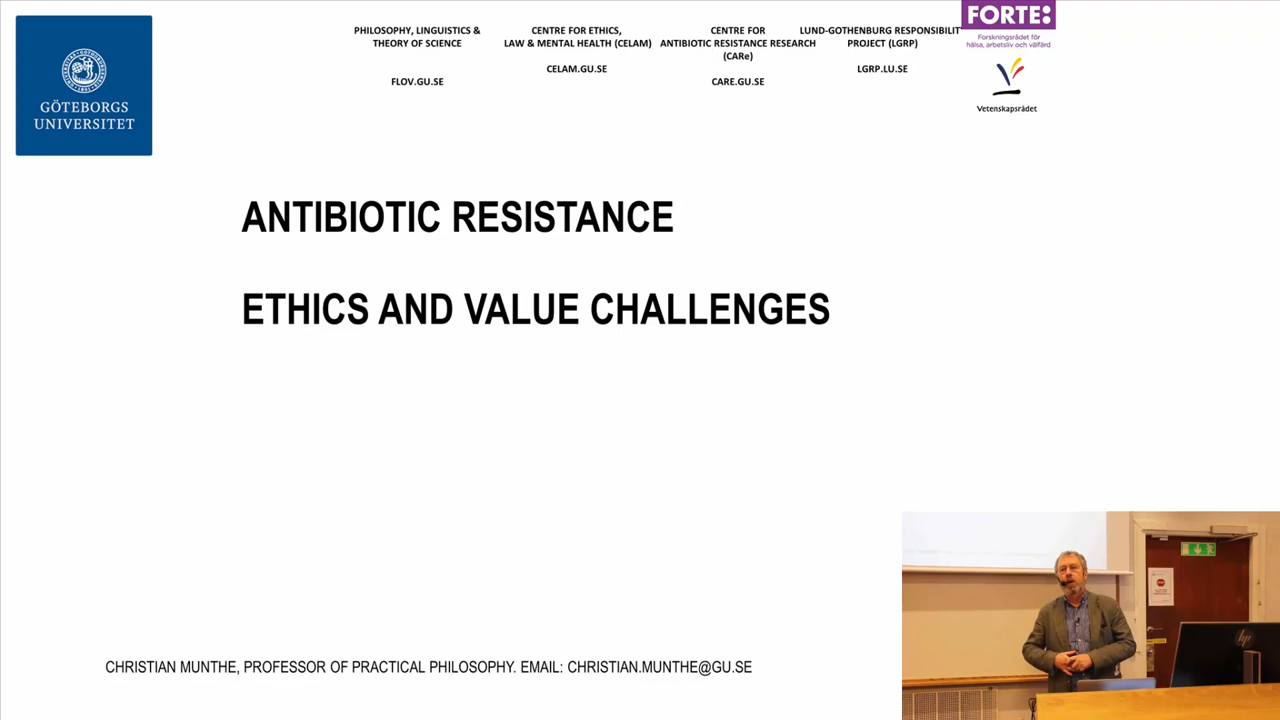 GÖTEBORGS
UNIVERSITET
PHILOSOPHY, LINGUISTICS &
THEORY OF SCIENCE
FLOV.GU.SE
CENTRE FOR ETHICS,
LAW & MENTAL HEALTH (CELAM)
CELAM.GU.SE
CENTRE FOR
ANTIBIOTIC RESISTANCE RESEARCH
(CARe)
CARE.GU.SE
LUND-GOTHENBURG RESPONSIBILIT
PROJECT (LGRP)
LGRP.LU.SE
FORTE:
Forskningsrådet för
hälsa, arbetsliv och välfärd
Vetenskapsrådet
ANTIBIOTIC RESISTANCE
ETHICS AND VALUE CHALLENGES
CHRISTIAN MUNTHE, PROFESSOR OF PRACTICAL PHILOSOPHY. EMAIL: CHRISTIAN.MUNTHE@GU.SE
hp